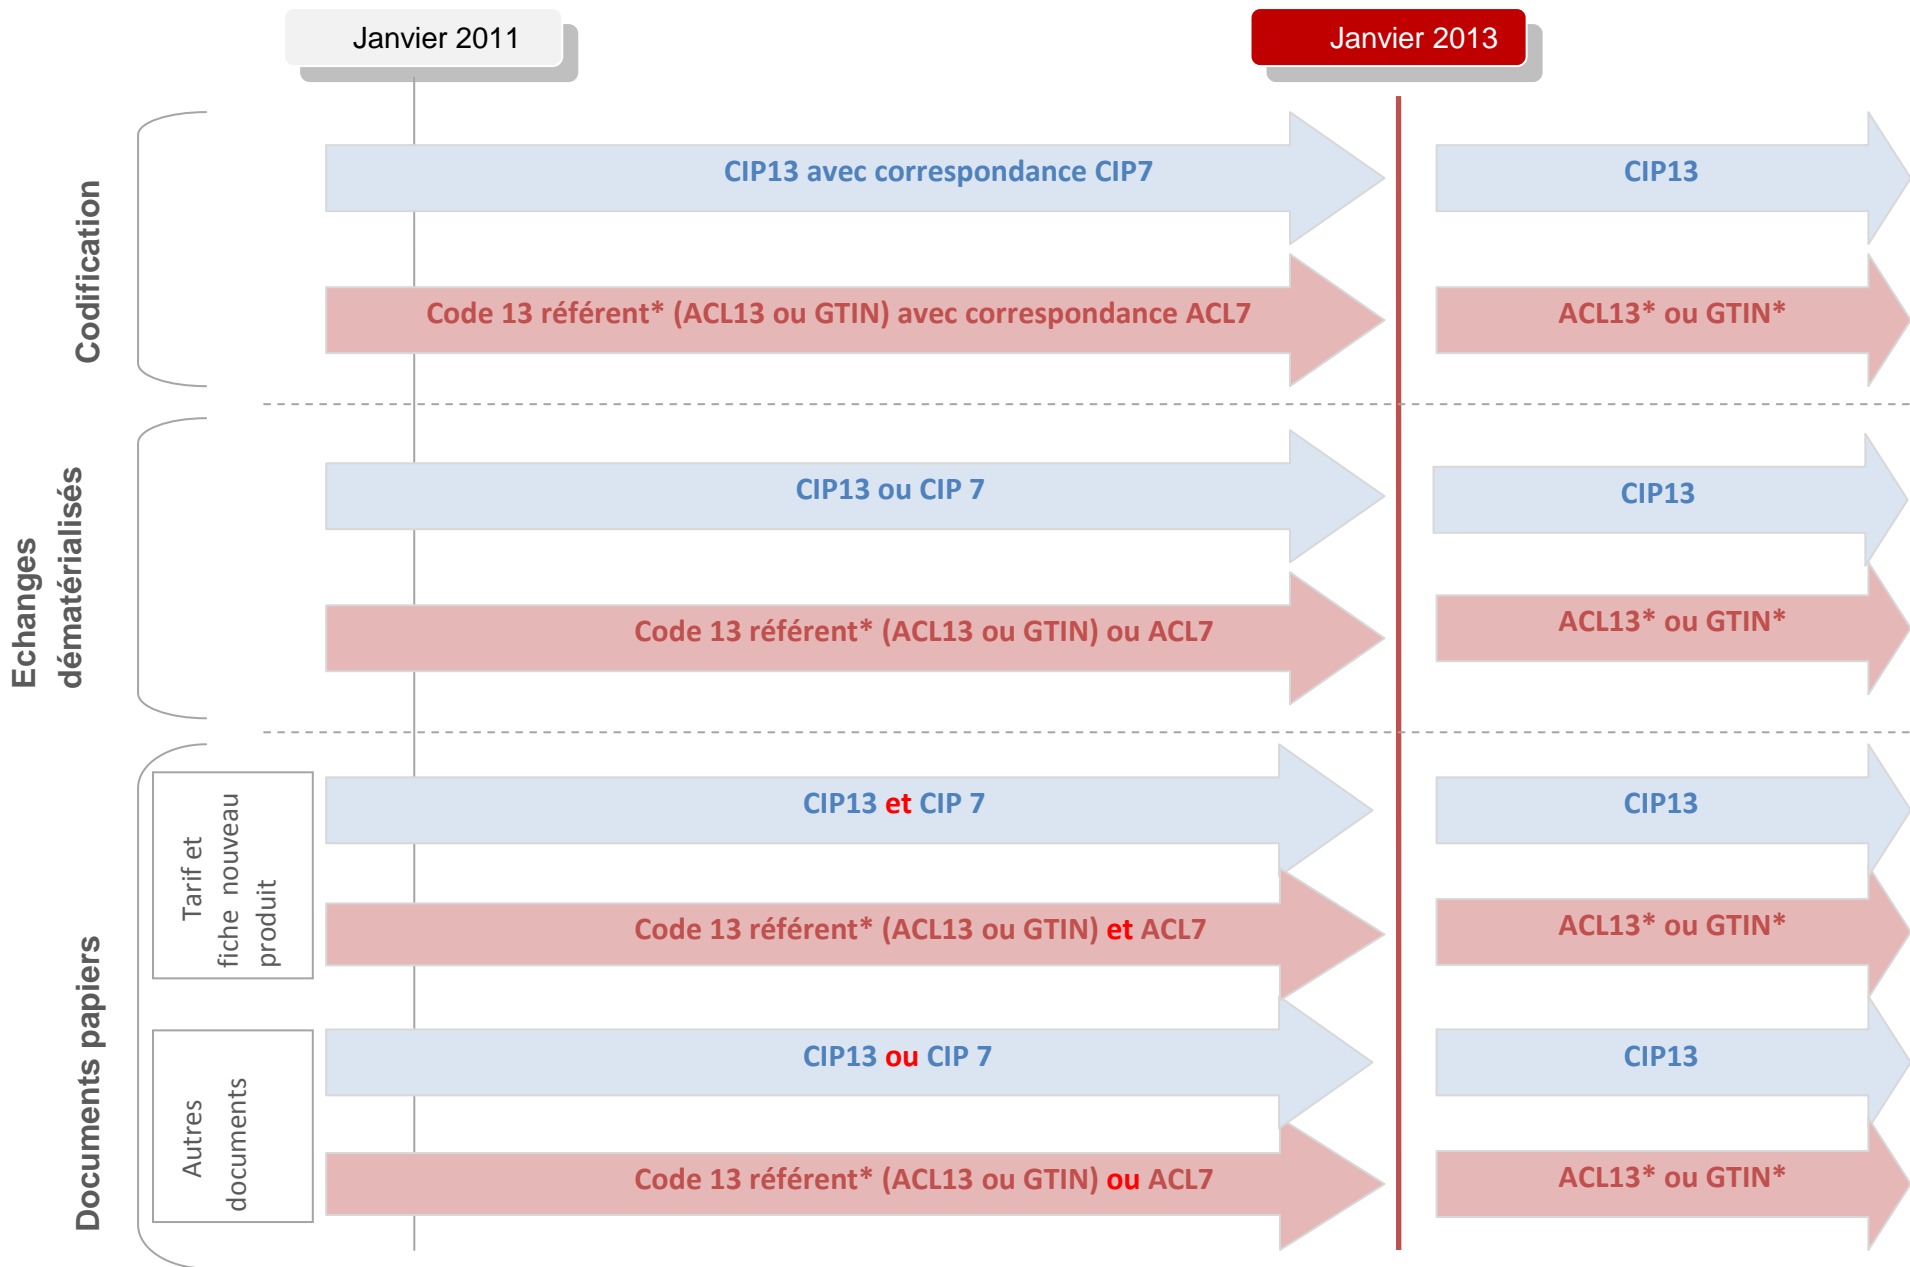 Janvier 2011
Janvier 2013
Codification
CIP13 avec correspondance CIP7
CIP13
Code 13 référent* (ACL13 ou GTIN) avec correspondance ACL7
ACL13* ou GTIN*
Echanges
dématérialisés
CIP13 ou CIP 7
CIP13
Code 13 référent* (ACL13 ou GTIN) ou ACL7
ACL13* ou GTIN*
Documents papiers
Tarif et
fiche nouveau
produit
CIP13 et CIP 7
CIP13
Code 13 référent* (ACL13 ou GTIN) et ACL7
ACL13* ou GTIN*
Autres
documents
CIP13 ou CIP 7
CIP13
Code 13 référent* (ACL13 ou GTIN) ou ACL7
ACL13* ou GTIN*